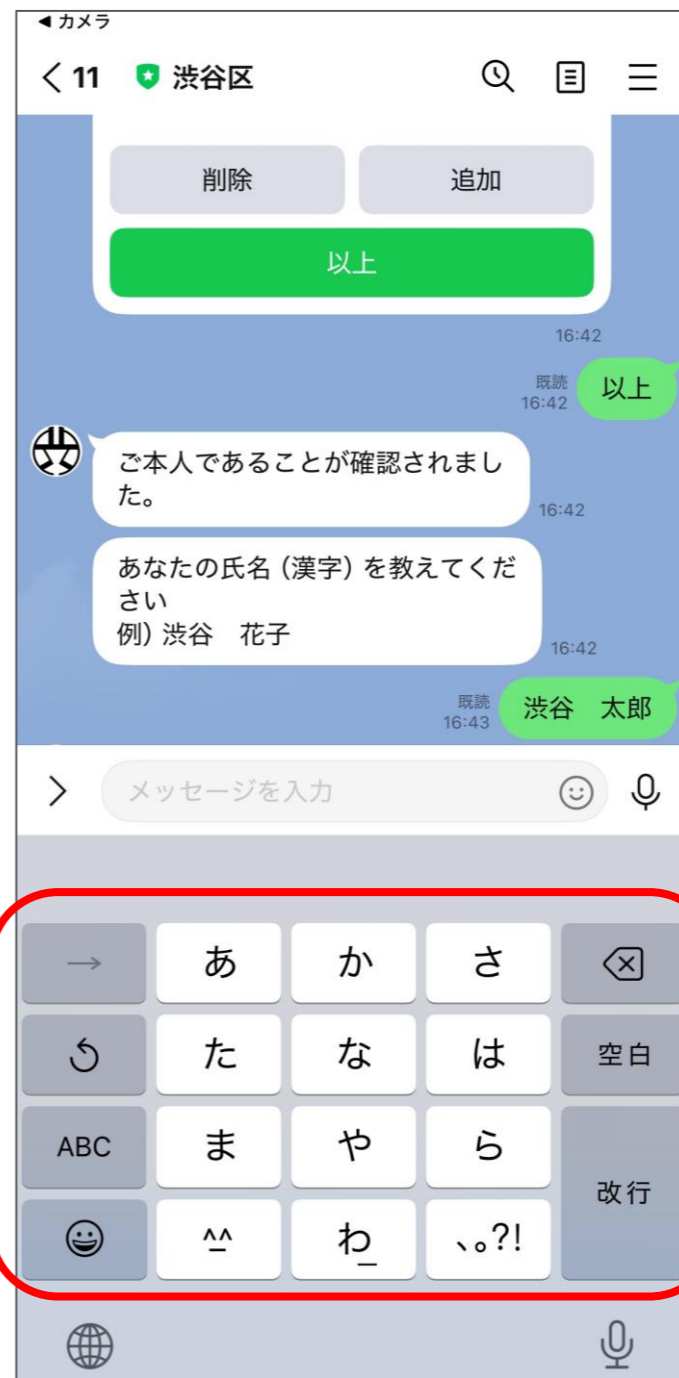 ◀ カメラ
< 11 渋谷区
削除 追加
以上
16:42
既読
16:42 以上
ご本人であることが確認されまし
た。
16:42
あなたの氏名（漢字）を教えてくだ
さい
例）渋谷　花子
16:42
既読
16:43 渋谷　太郎
メッセージを入力
→ あ か さ
た な は 空白
ABC ま や ら
改行
^^ わ 、。?!